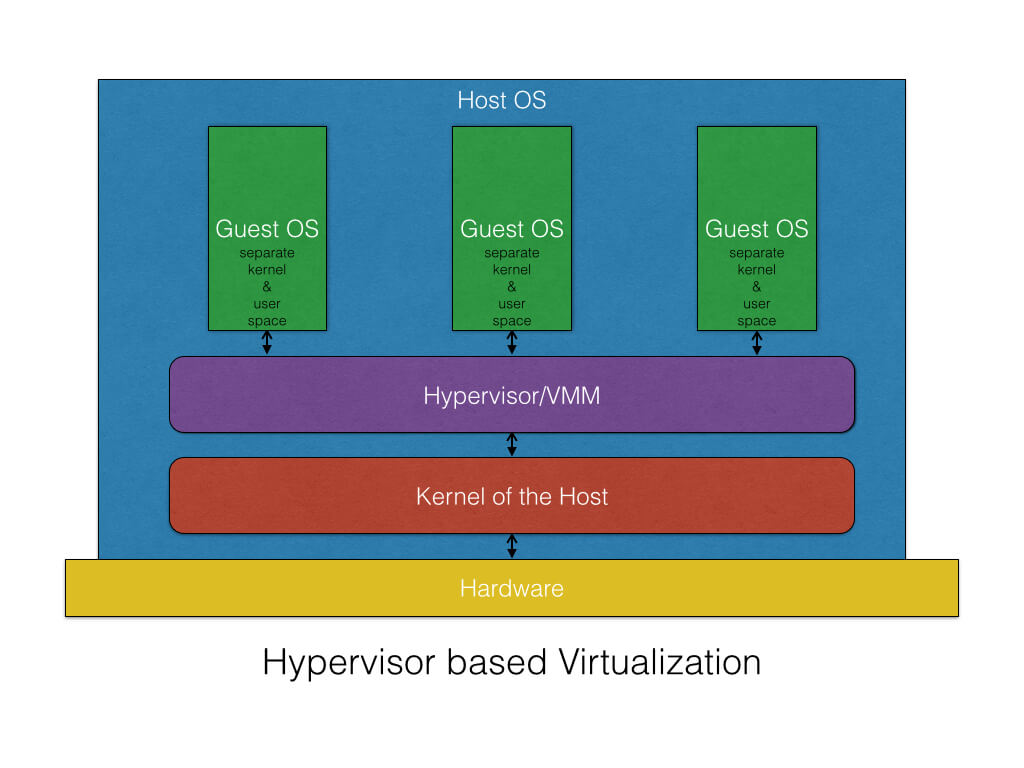 Host OS
Guest OS
separate
kernel
&
user
space
Guest OS
separate
kernel
&
user
space
Guest OS
separate
kernel
&
user
space
Hypervisor/VMM
Kernel of the Host
Hardware
Hypervisor based Virtualization